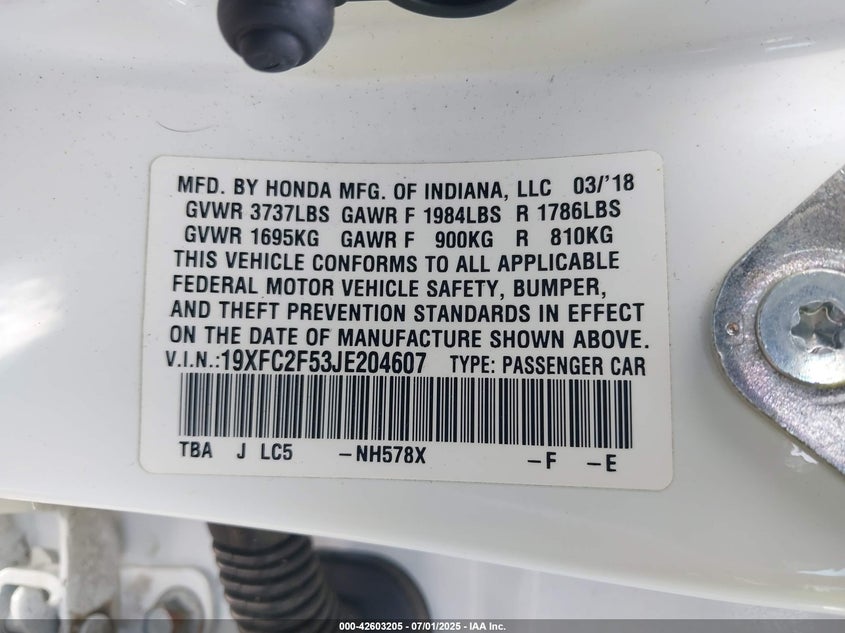 MFD. BY HONDA MFG. OF INDIANA, LLC 03/'18
GVWR 3737LBS GAWR F 1984LBS R 1786LBS
GVWR 1695KG GAWR F 900KG R 810KG
THIS VEHICLE CONFORMS TO ALL APPLICABLE
FEDERAL MOTOR VEHICLE SAFETY, BUMPER,
AND THEFT PREVENTION STANDARDS IN EFFECT
ON THE DATE OF MANUFACTURE SHOWN ABOVE.
V.I.N.:19XFC2F53JE204607 TYPE: PASSENGER CAR
TBA J LC5 -NH578X -F -E
000-42603205 - 07/01/2025 - IAA Inc.